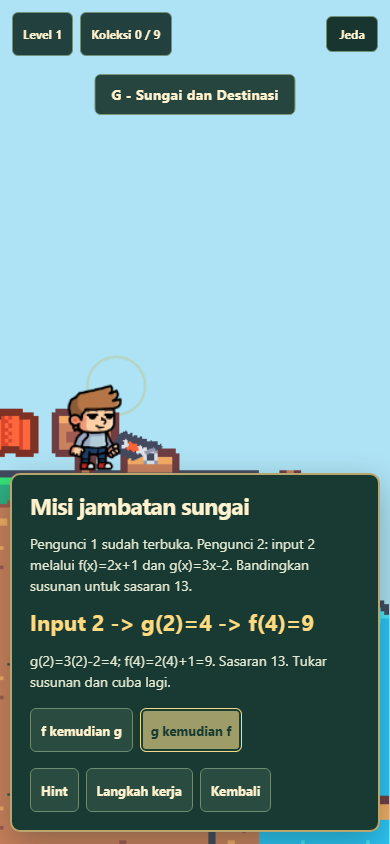 Level 1
Koleksi 0 / 9
Jeda
G - Sungai dan Destinasi
Misi jambatan sungai
Pengunci 1 sudah terbuka. Pengunci 2: input 2
melalui f(x)=2x+1 dan g(x)=3x-2. Bandingkan
susunan untuk sasaran 13.
Input 2 -> g(2)=4 -> f(4)=9
g(2)=3(2)-2=4; f(4)=2(4)+1=9. Sasaran 13. Tukar
susunan dan cuba lagi.
f kemudian g
g kemudian f
Hint
Langkah kerja
Kembali